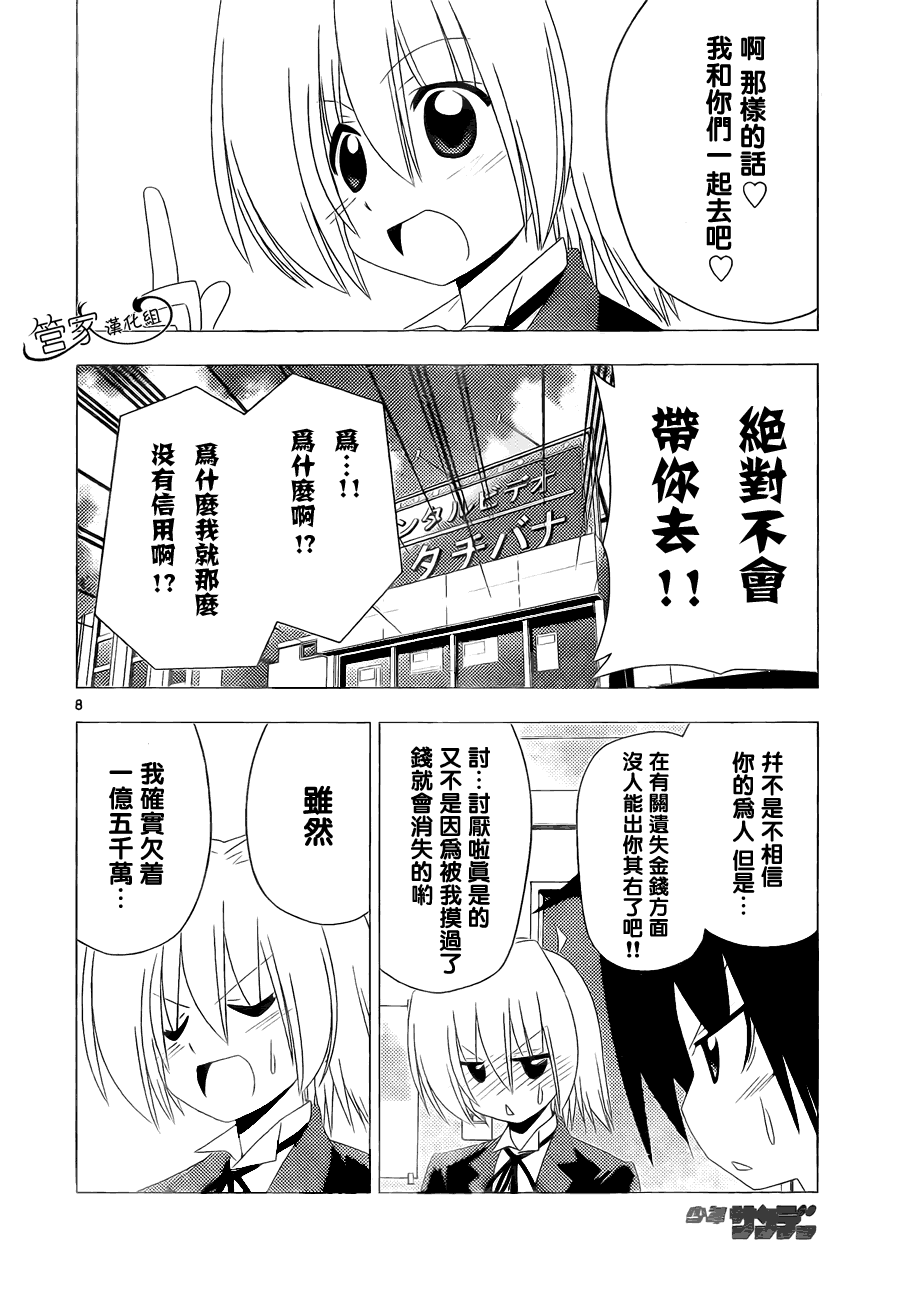 啊 那樣的話♡
我和你們一起去吧♡
管家
漢化組
絕對不會
帶你去!!
ンタルビデオ
タチバナ
爲…!!
爲什麼啊!?
爲什麼我就那麼
沒有信用啊!?
8
幷不是不相信
你的爲人 但是…
在有關遺失金錢方面
沒人能出你其右了吧!!
討…討厭啦眞是的
又不是因爲被我摸過了
錢就會消失的喲
雖然
我確實欠着
一億五千萬…
少年サンデー